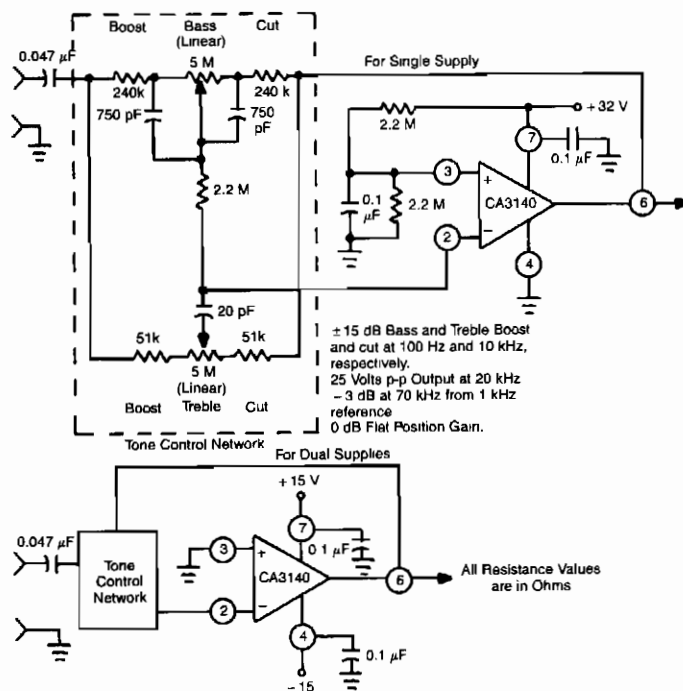 Boost Bass Cut
(Linear)
0.047 µF
5 M
For Single Supply
240k
240 k
+32 V
2.2 M
750 pF
750
pF
7
0.1 µF
3
+
2.2 M
0.1
µF
2.2 M
CA3140
6
2
−
4
20 pF
51k
51k
5 M
(Linear)
Boost Treble Cut
Tone Control Network
±15 dB Bass and Treble Boost
and cut at 100 Hz and 10 kHz,
respectively.
25 Volts p-p Output at 20 kHz
−3 dB at 70 kHz from 1 kHz
reference
0 dB Flat Position Gain.
For Dual Supplies
+15 V
0.047 µF
7
0 1 µF
3
+
Tone
Control
Network
CA3140
6
All Resistance Values
are in Ohms
2
−
4
0.1 µF
−15